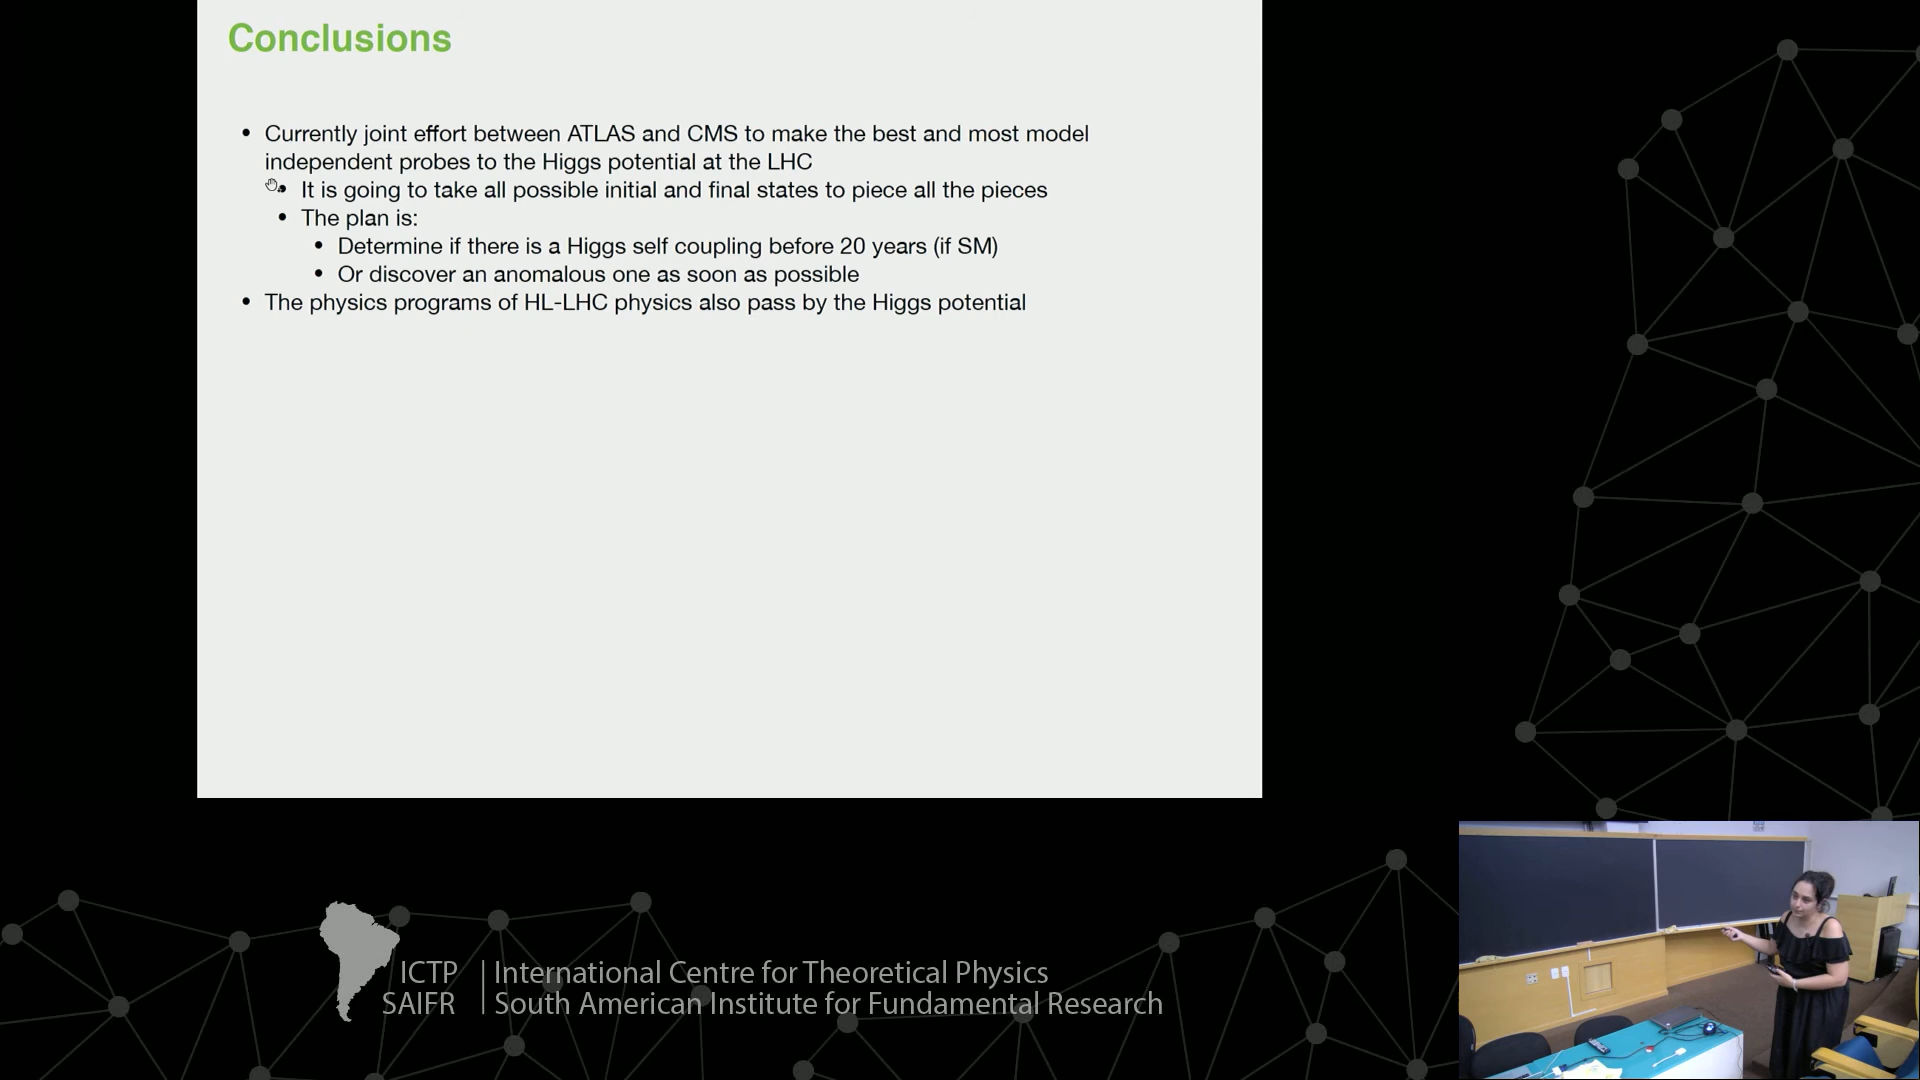 Conclusions
• Currently joint effort between ATLAS and CMS to make the best and most model
independent probes to the Higgs potential at the LHC
• It is going to take all possible initial and final states to piece all the pieces
• The plan is:
• Determine if there is a Higgs self coupling before 20 years (if SM)
• Or discover an anomalous one as soon as possible
• The physics programs of HL-LHC physics also pass by the Higgs potential
ICTP | International Centre for Theoretical Physics
SAIFR | South American Institute for Fundamental Research